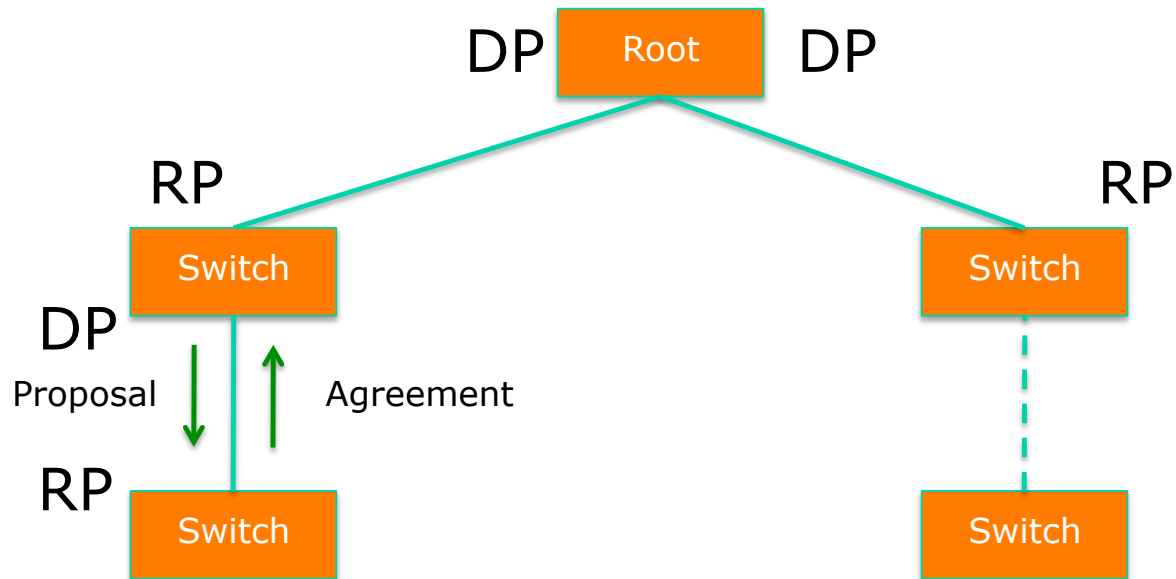 DP
Root
DP
RP
RP
Switch
Switch
DP
Proposal
Agreement
RP
Switch
Switch